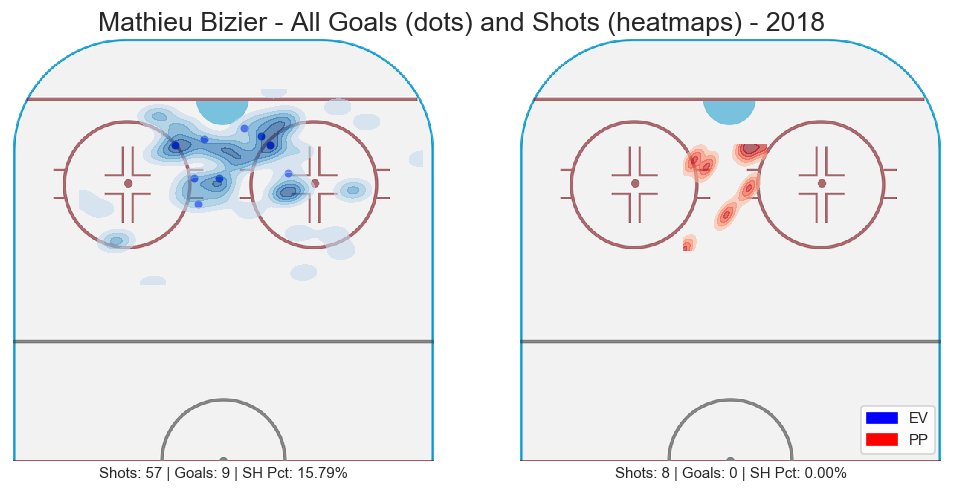 Mathieu Bizier - All Goals (dots) and Shots (heatmaps) - 2018
EV
PP
Shots: 57 | Goals: 9 | SH Pct: 15.79%
Shots: 8 | Goals: 0 | SH Pct: 0.00%